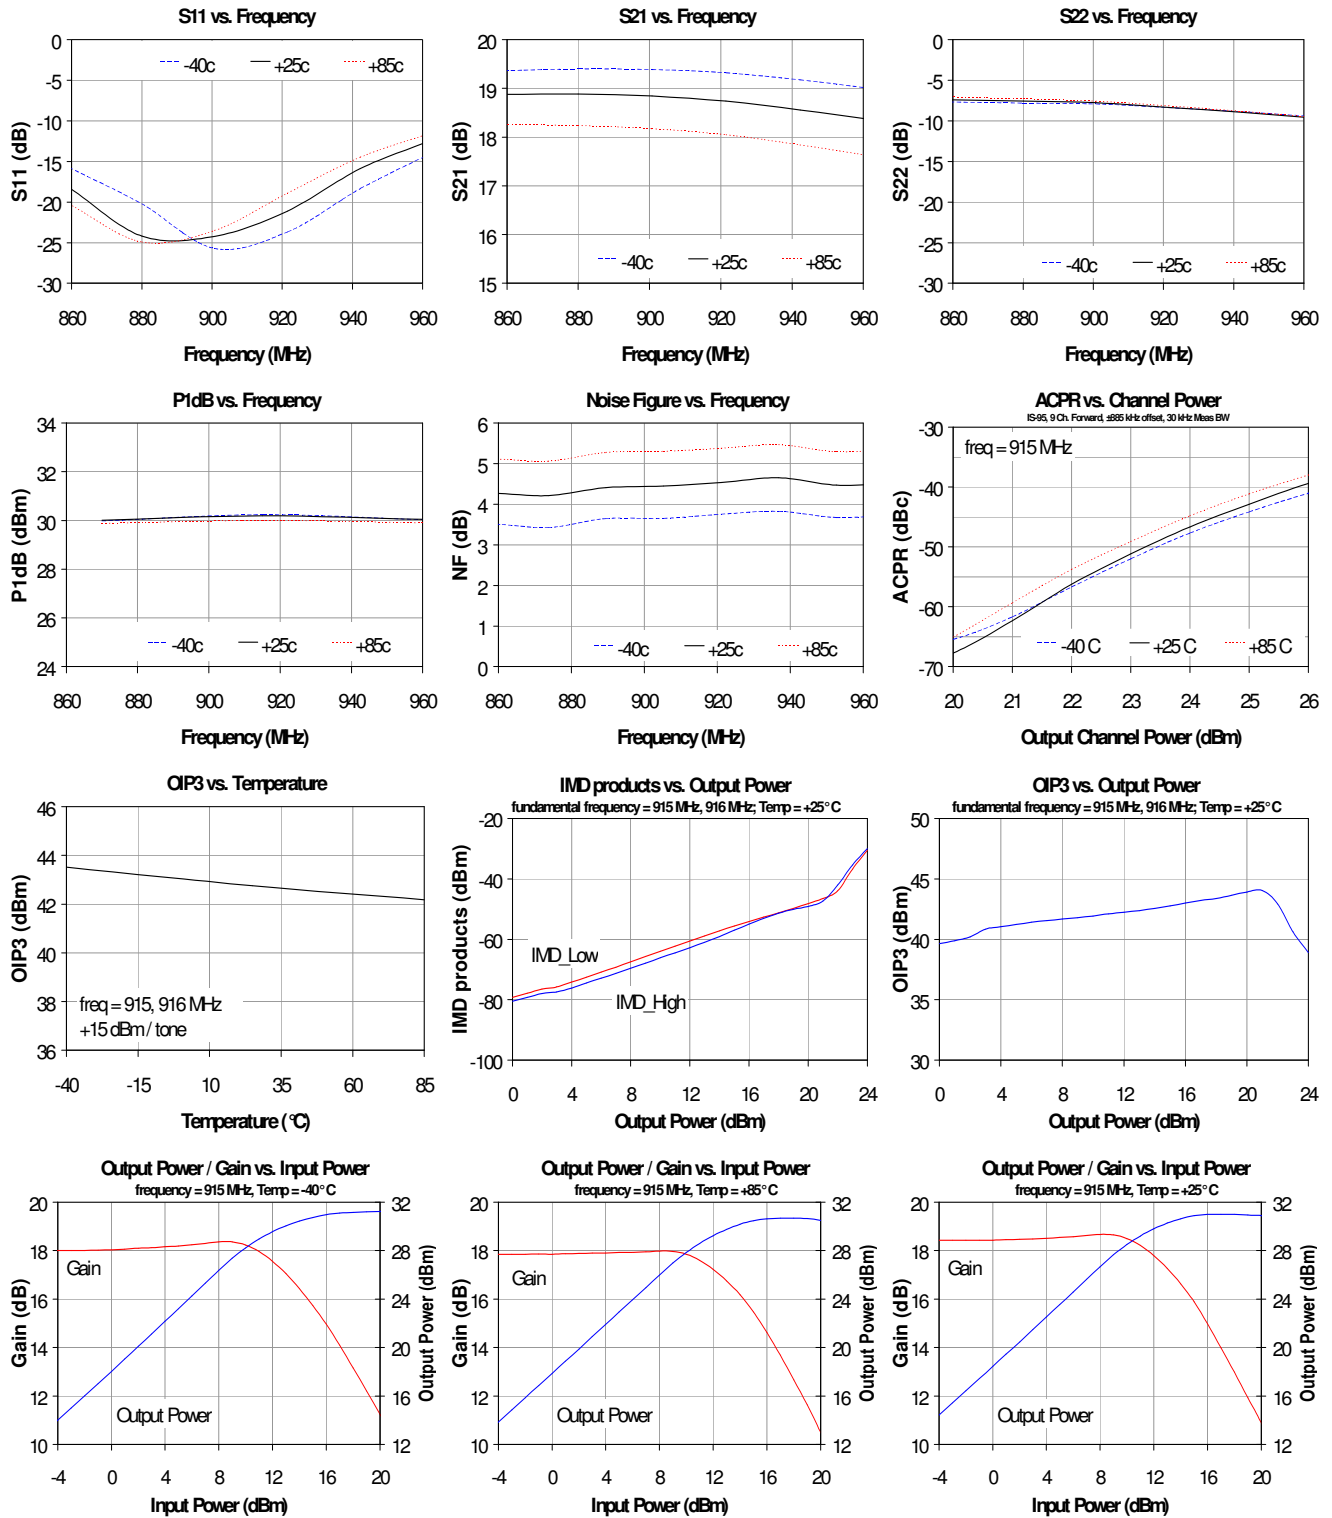 S11 vs. Frequency
0
-5
-10
-15
-20
-25
-30
S11 (dB)
-40c +25c +85c
860 880 900 920 940 960
Frequency (MHz)
S21 vs. Frequency
20
19
18
17
16
15
S21 (dB)
-40c +25c +85c
860 880 900 920 940 960
Frequency (MHz)
S22 vs. Frequency
0
-5
-10
-15
-20
-25
-30
S22 (dB)
-40c +25c +85c
860 880 900 920 940 960
Frequency (MHz)
P1dB vs. Frequency
34
32
30
28
26
24
P1dB (dBm)
-40c +25c +85c
860 880 900 920 940 960
Frequency (MHz)
Noise Figure vs. Frequency
6
5
4
3
2
1
0
NF (dB)
-40c +25c +85c
860 880 900 920 940 960
Frequency (MHz)
ACPR vs. Channel Power
IS-95, 9 Ch. Forward, ±885 kHz offset, 30 kHz Meas BW
-30
-40
-50
-60
-70
ACPR (dBc)
freq = 915 MHz
-40 C +25 C +85 C
20 21 22 23 24 25 26
Output Channel Power (dBm)
OIP3 vs. Temperature
46
44
42
40
38
36
OIP3 (dBm)
freq = 915, 916 MHz
+15 dBm / tone
-40 -15 10 35 60 85
Temperature (°C)
IMD products vs. Output Power
fundamental frequency = 915 MHz, 916 MHz; Temp = +25° C
-20
-40
-60
-80
-100
IMD products (dBm)
IMD_Low
IMD_High
0 4 8 12 16 20 24
Output Power (dBm)
OIP3 vs. Output Power
fundamental frequency = 915 MHz, 916 MHz; Temp = +25° C
50
45
40
35
30
OIP3 (dBm)
0 4 8 12 16 20 24
Output Power (dBm)
Output Power / Gain vs. Input Power
frequency = 915 MHz, Temp = -40° C
20
18
16
14
12
10
Gain (dB)
Gain
Output Power
32
28
24
20
16
12
Output Power (dBm)
-4 0 4 8 12 16 20
Input Power (dBm)
Output Power / Gain vs. Input Power
frequency = 915 MHz, Temp = +85° C
20
18
16
14
12
10
Gain (dB)
Gain
Output Power
32
28
24
20
16
12
Output Power (dBm)
-4 0 4 8 12 16 20
Input Power (dBm)
Output Power / Gain vs. Input Power
frequency = 915 MHz, Temp = +25° C
20
18
16
14
12
10
Gain (dB)
Gain
Output Power
32
28
24
20
16
12
Output Power (dBm)
-4 0 4 8 12 16 20
Input Power (dBm)